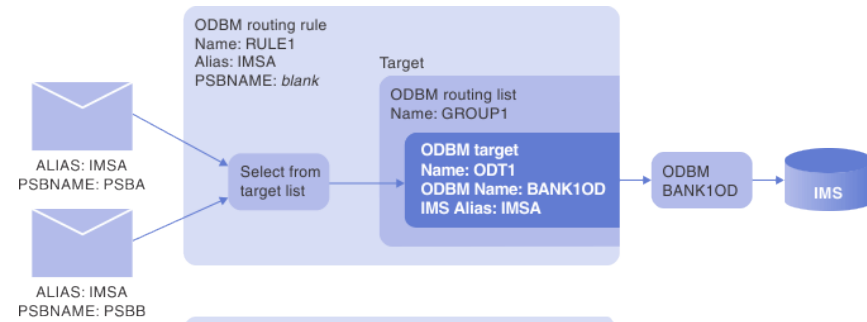 ODBM routing rule
Name: RULE1
Alias: IMSA
PSBNAME: blank
Target
ODBM routing list
Name: GROUP1
ODBM target
Name: ODT1
ODBM Name: BANK1OD
IMS Alias: IMSA
ALIAS: IMSA
PSBNAME: PSBA
Select from
target list
ODBM
BANK1OD
IMS
ALIAS: IMSA
PSBNAME: PSBB